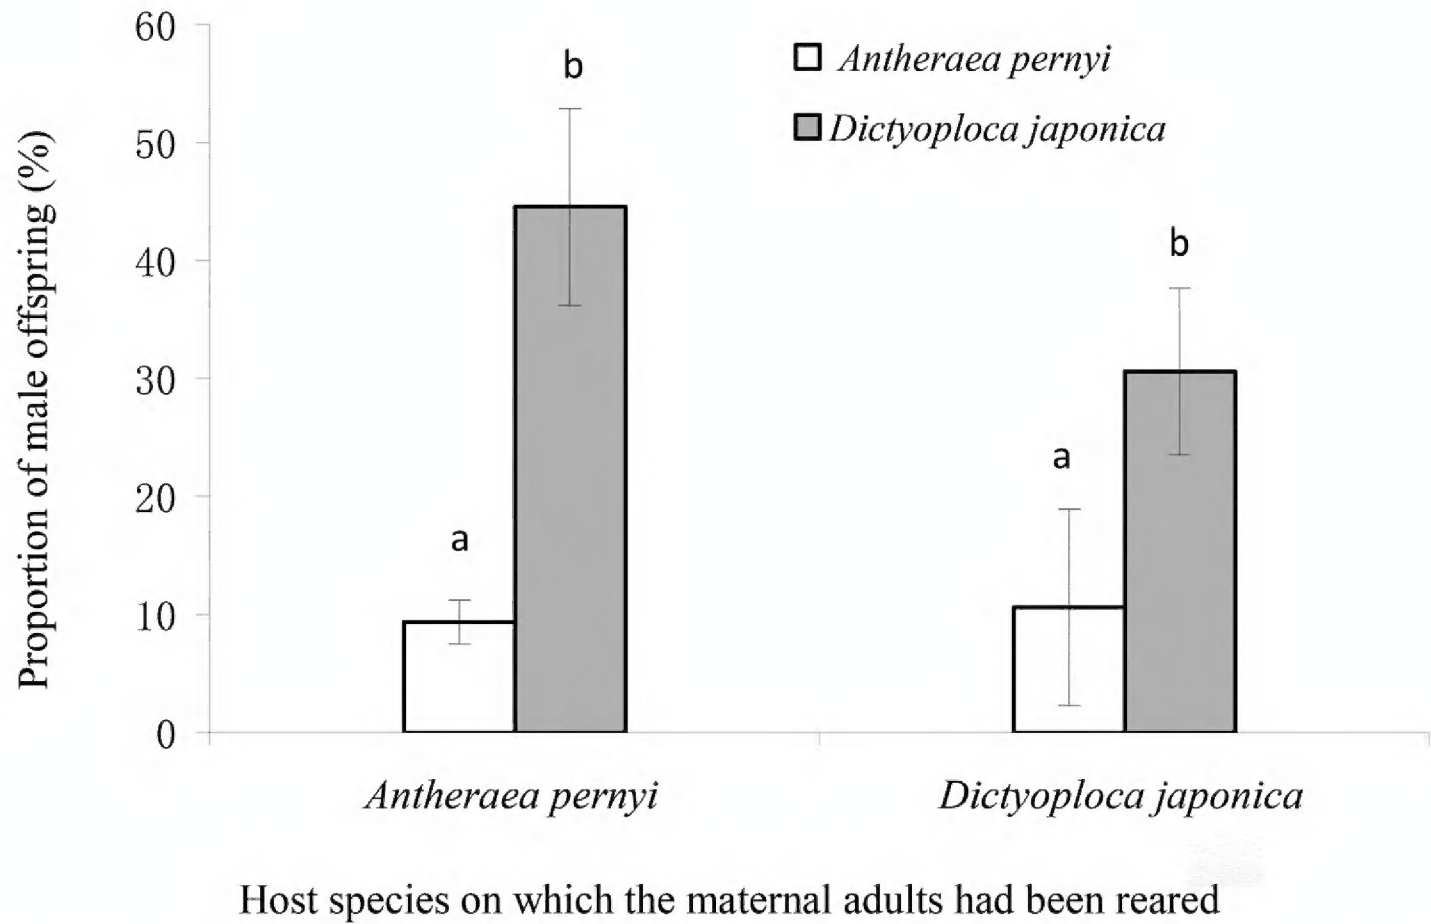 Proportion of male offspring (%)
60
50
40
30
20
10
0
a
b
a
b
Antheraea pernyi
Dictyoploca japonica
Antheraea pernyi
Dictyoploca japonica
Host species on which the maternal adults had been reared